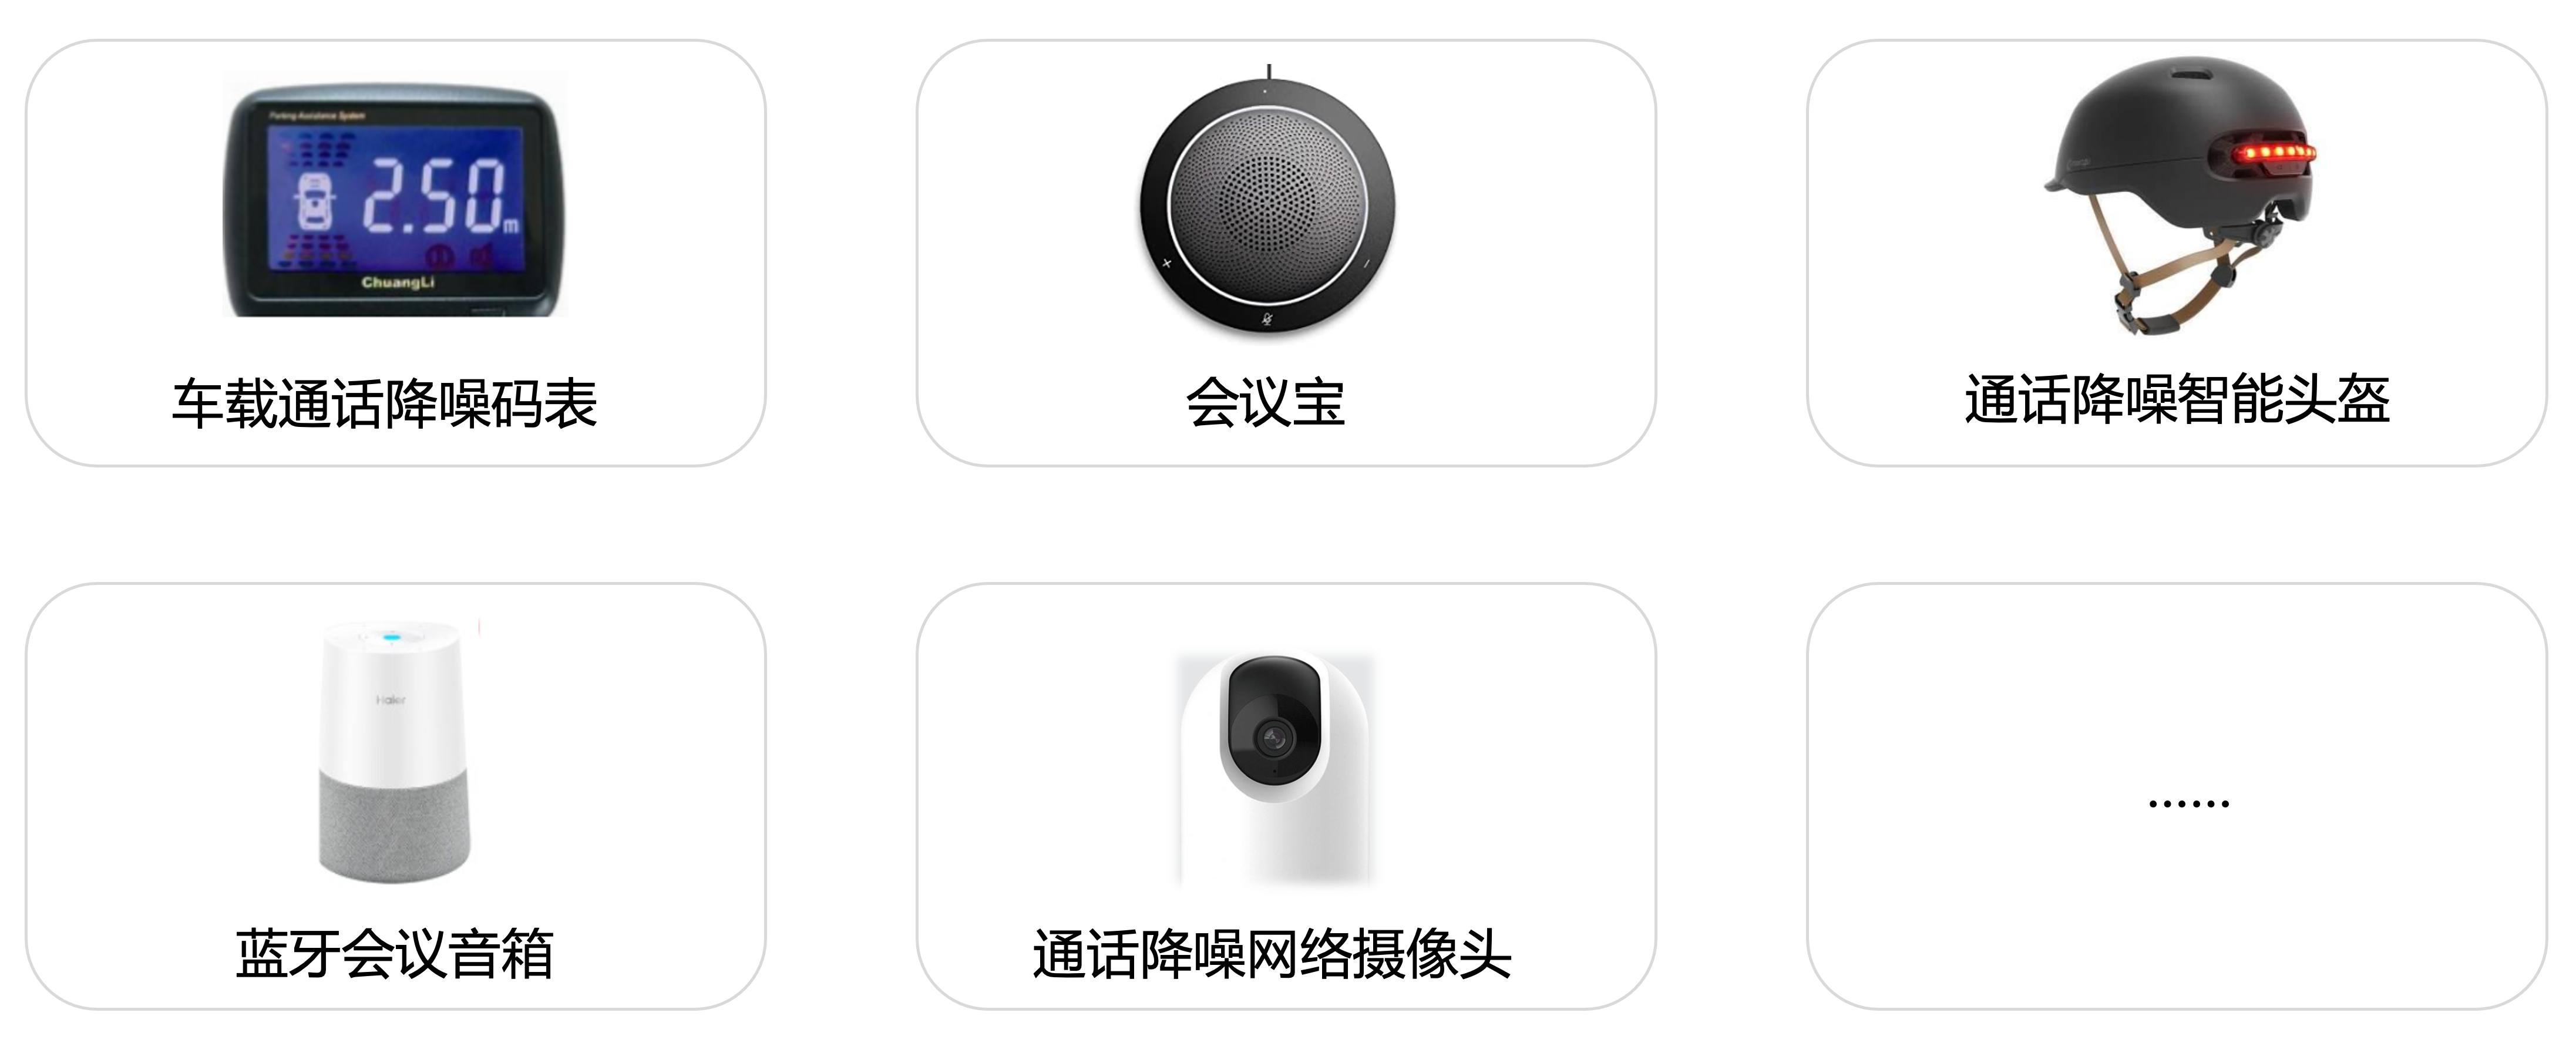 Parking Assistance System
2.50m
ChuangLi
车载通话降噪码表
会议宝
通话降噪智能头盔
Haier
蓝牙会议音箱
通话降噪网络摄像头
......